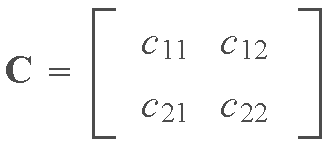 C = [ c11 c12
c21 c22 ]